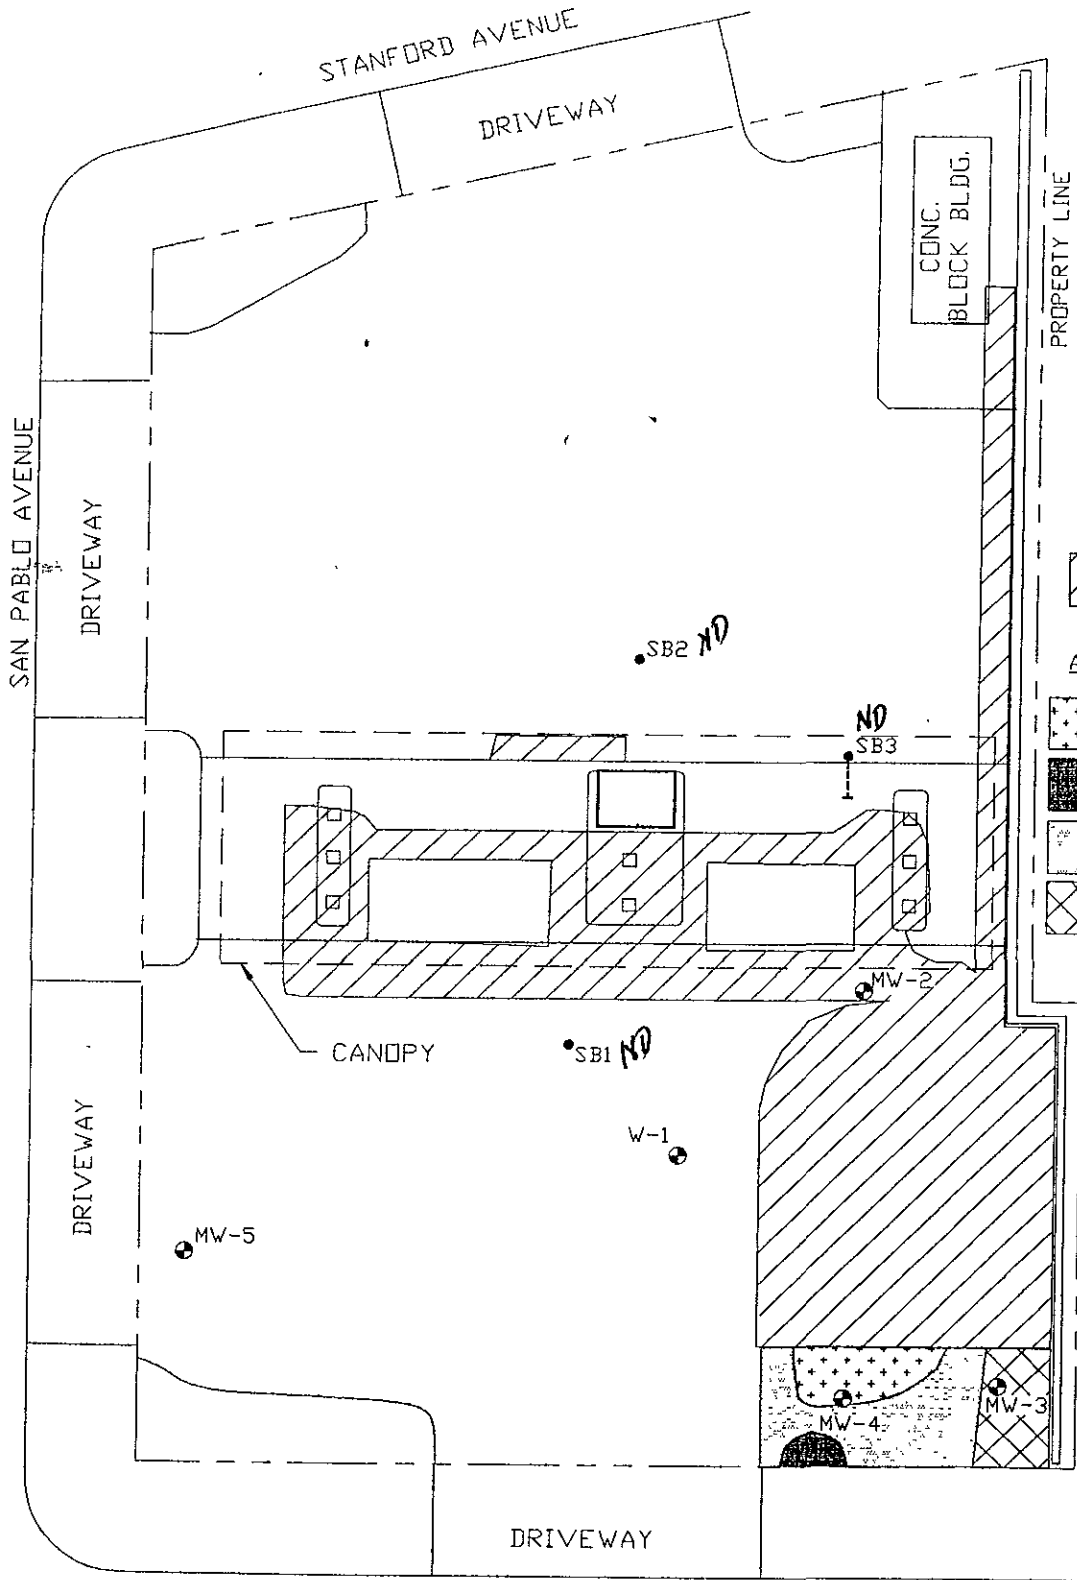 STANFORD AVENUE
DRIVEWAY
CONC.
BLOCK BLDG.
PROPERTY LINE
SAN PABLO AVENUE
DRIVEWAY
SB2 ND
ND
SB3
MW-2
CANOPY
SB1 ND
W-1
DRIVEWAY
MW-5
MW-3
MW-4
DRIVEWAY